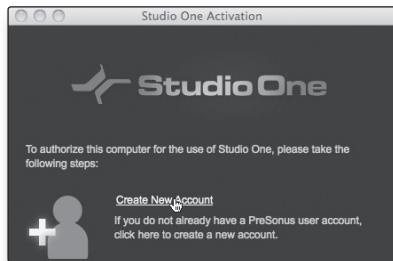 Studio One Activation
Studio One
To authorize this computer for the use of Studio One, please take the
following steps:
Create New Account
If you do not already have a PreSonus user account,
click here to create a new account.